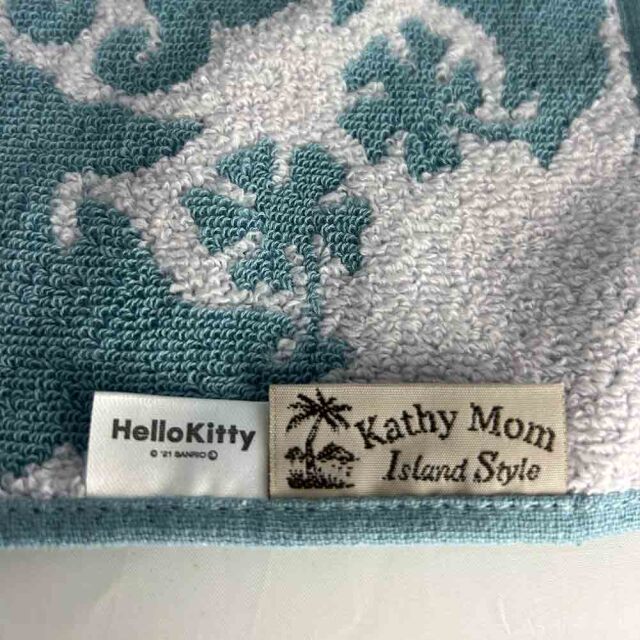 HelloKitty
© '21 SANRIO Ⓛ
Kathy Mom
Island Style